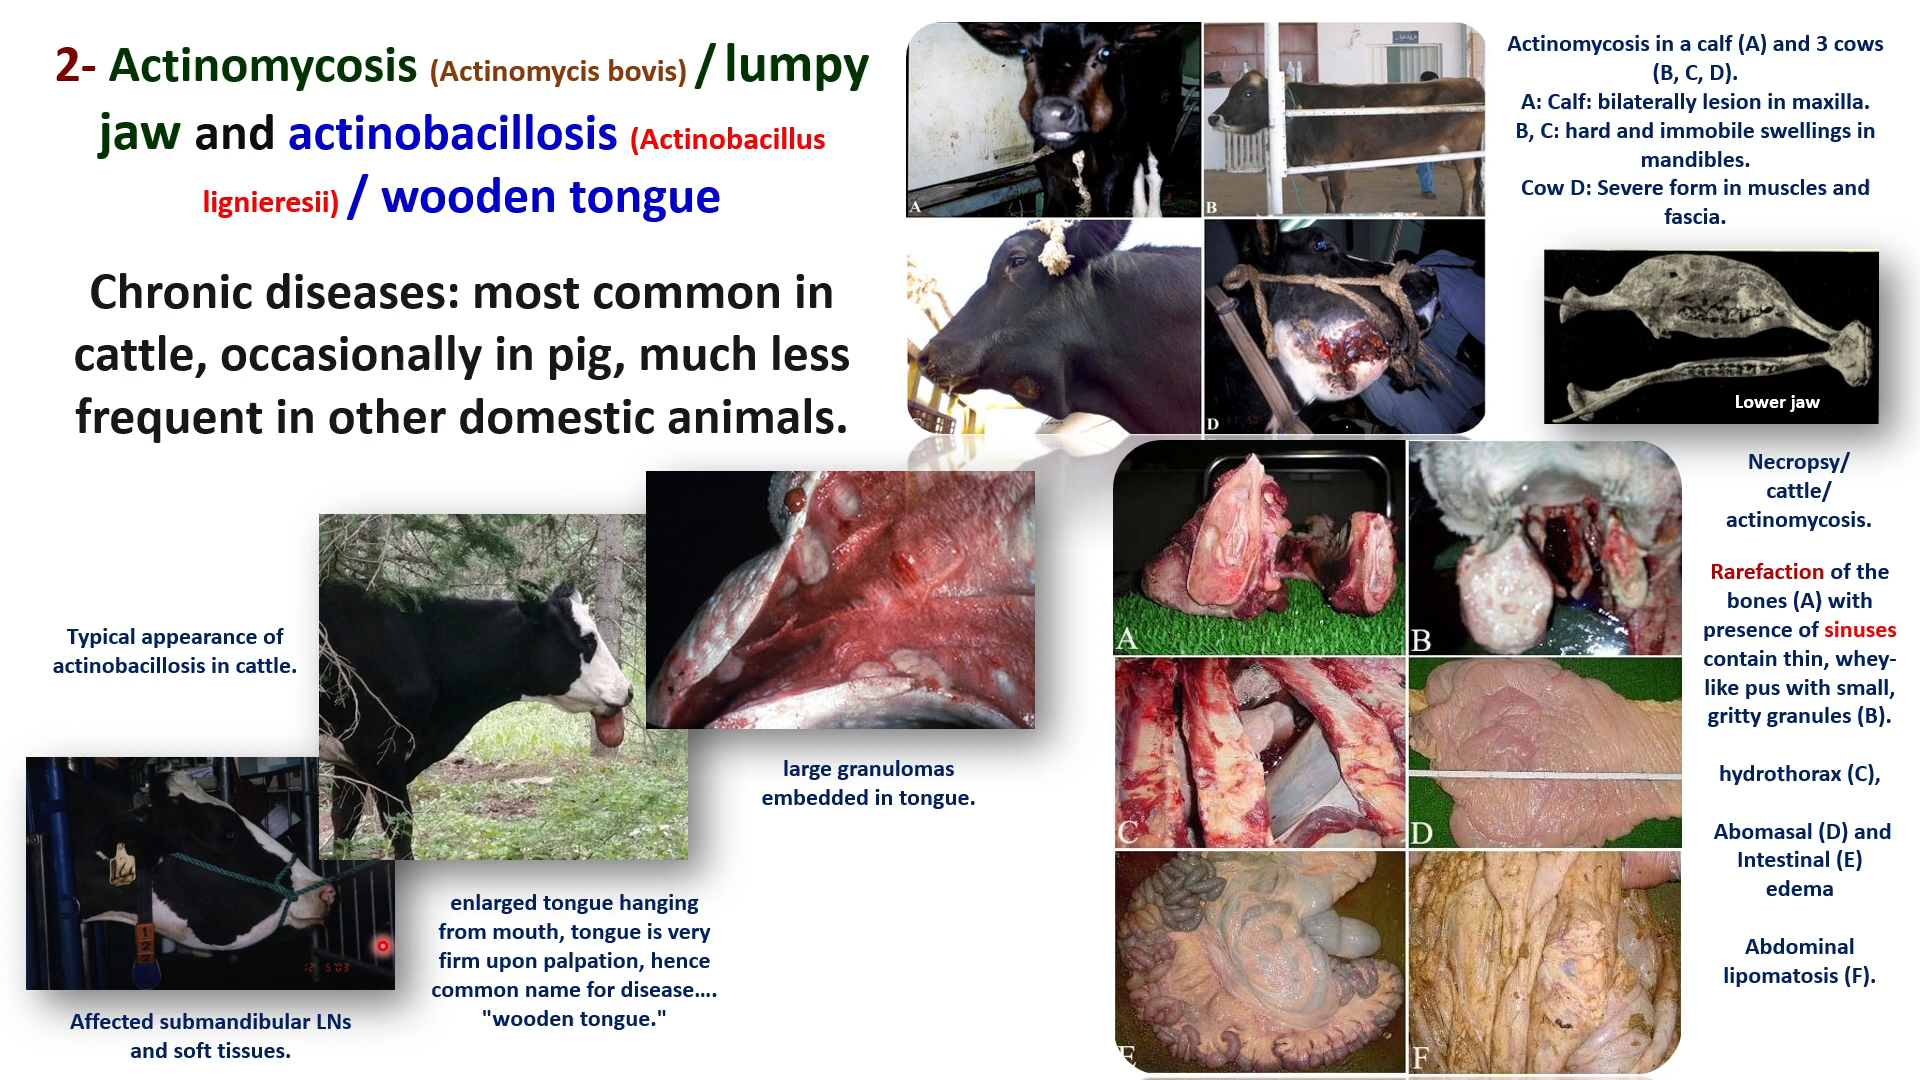 2- Actinomycosis (Actinomycis bovis) / lumpy
jaw and actinobacillosis (Actinobacillus
lignieresii) / wooden tongue
Chronic diseases: most common in
cattle, occasionally in pig, much less
frequent in other domestic animals.
A
B
D
Actinomycosis in a calf (A) and 3 cows
(B, C, D).
A: Calf: bilaterally lesion in maxilla.
B, C: hard and immobile swellings in
mandibles.
Cow D: Severe form in muscles and
fascia.
Lower jaw
Typical appearance of
actinobacillosis in cattle.
large granulomas
embedded in tongue.
enlarged tongue hanging
from mouth, tongue is very
firm upon palpation, hence
common name for disease....
"wooden tongue."
1
2
12 5'03
Affected submandibular LNs
and soft tissues.
A
B
C
D
E
F
Necropsy/
cattle/
actinomycosis.
Rarefaction of the
bones (A) with
presence of sinuses
contain thin, whey-
like pus with small,
gritty granules (B).
hydrothorax (C),
Abomasal (D) and
Intestinal (E)
edema
Abdominal
lipomatosis (F).